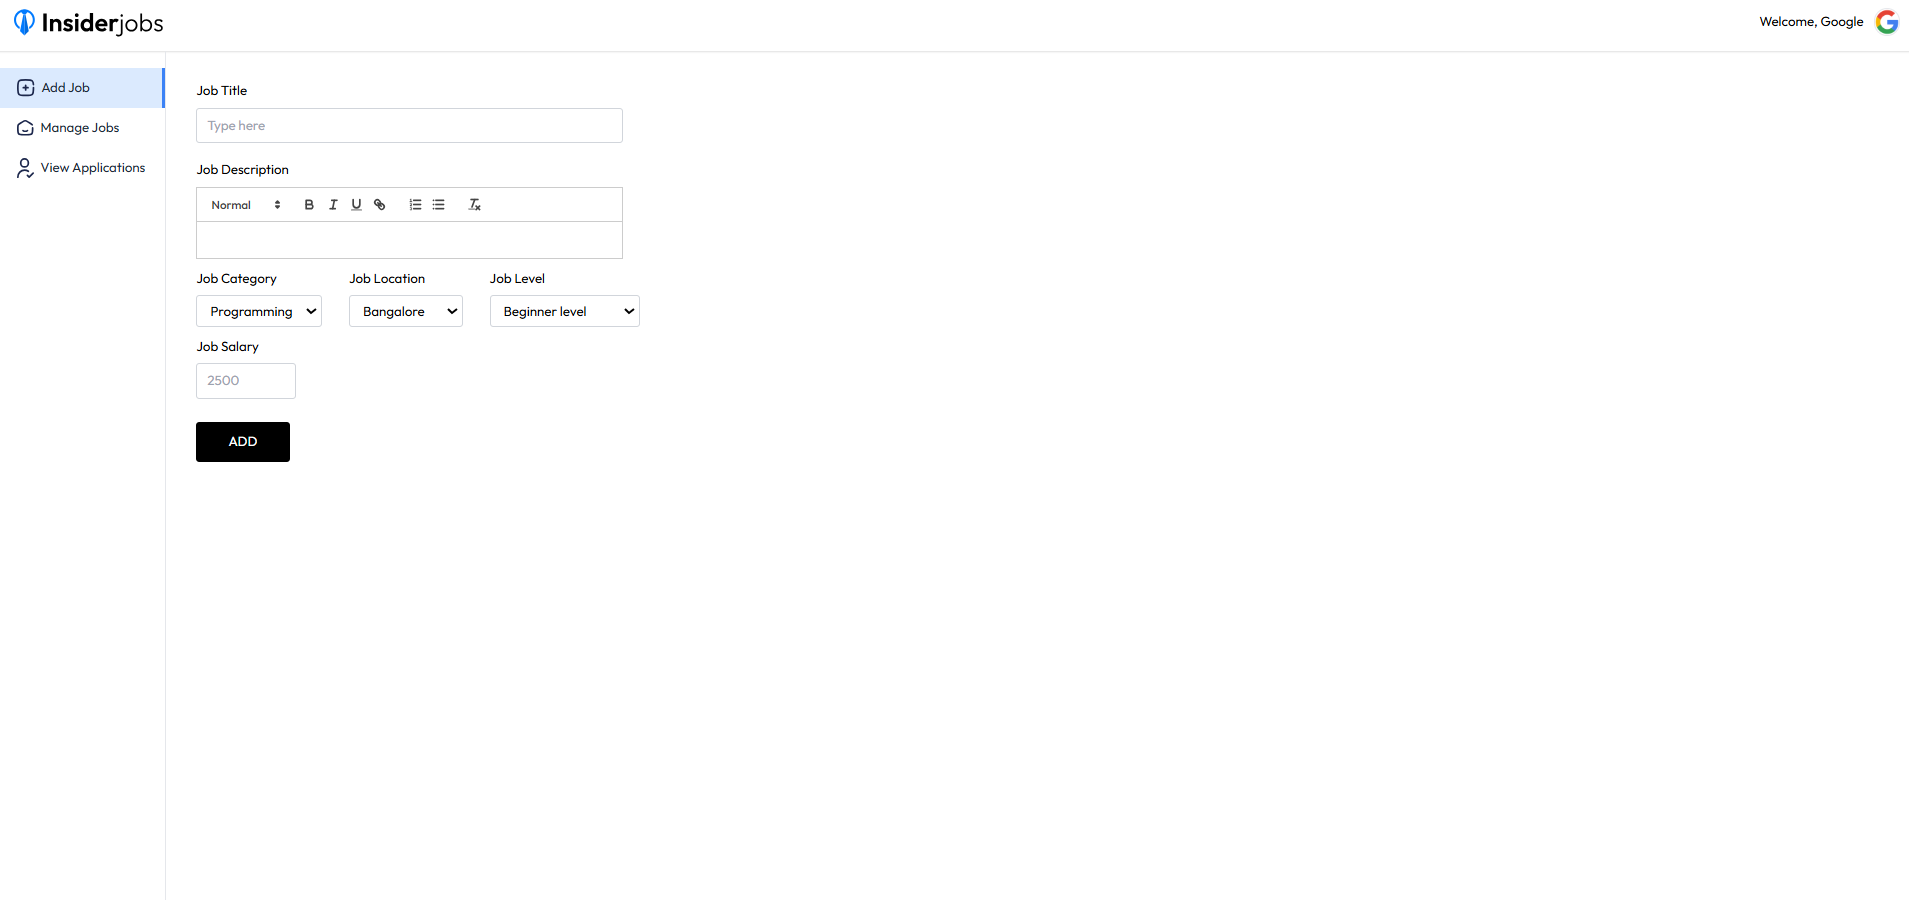 Insiderjobs
Welcome, Google
Add Job
Manage Jobs
View Applications
Job Title
Type here
Job Description
Normal
Job Category
Job Location
Job Level
Programming
Bangalore
Beginner level
Job Salary
2500
ADD